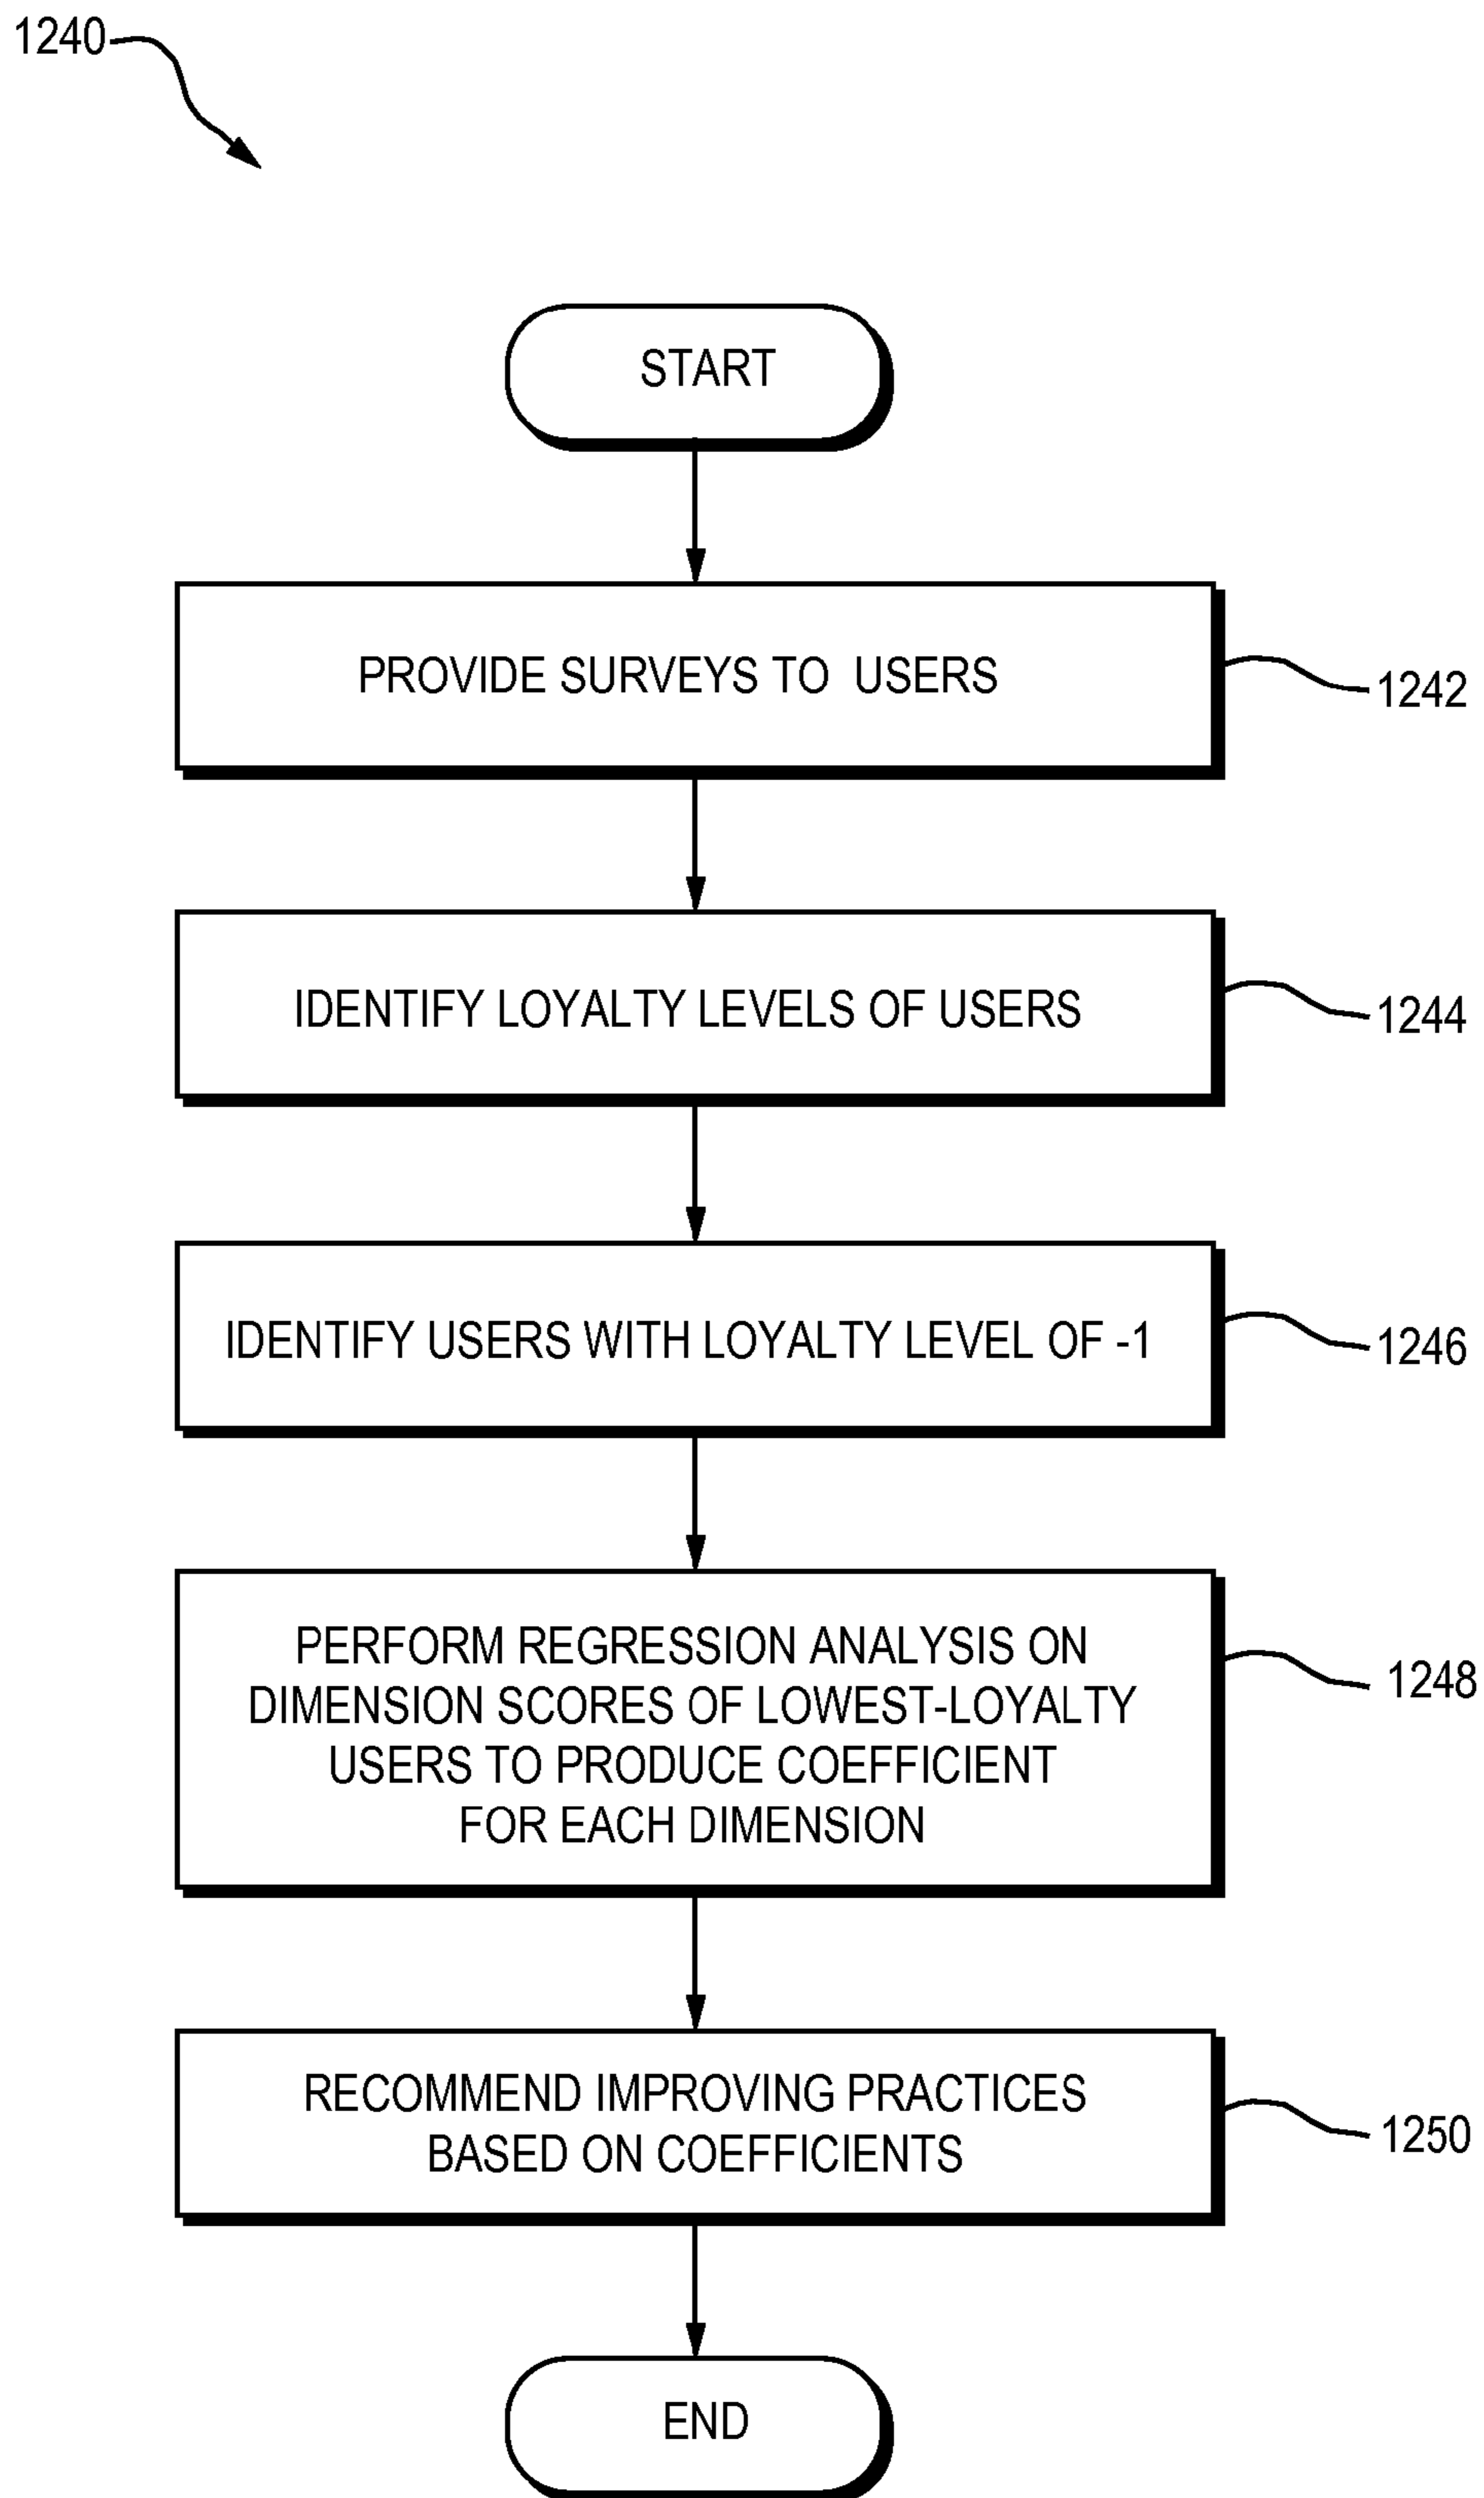 1240
START
PROVIDE SURVEYS TO USERS
1242
IDENTIFY LOYALTY LEVELS OF USERS
1244
IDENTIFY USERS WITH LOYALTY LEVEL OF -1
1246
PERFORM REGRESSION ANALYSIS ON
DIMENSION SCORES OF LOWEST-LOYALTY
USERS TO PRODUCE COEFFICIENT
FOR EACH DIMENSION
1248
RECOMMEND IMPROVING PRACTICES
BASED ON COEFFICIENTS
1250
END